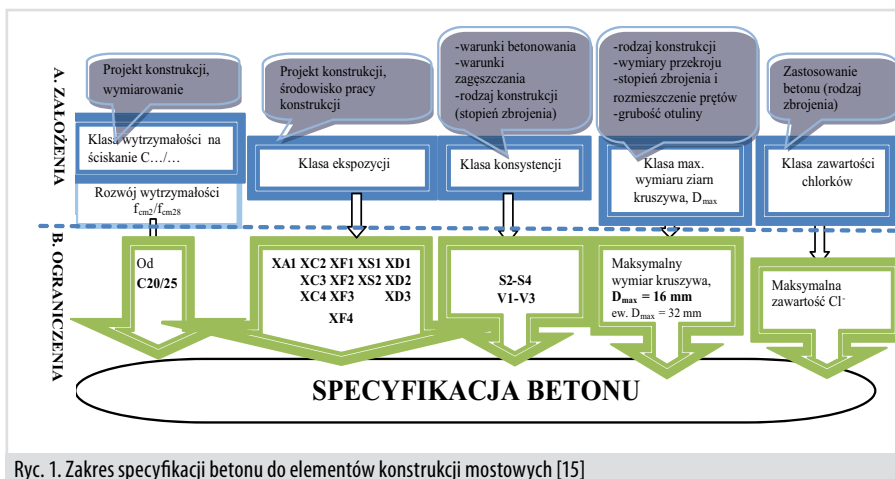 A. ZAŁOŻENIA
Projekt konstrukcji,
wymiarowanie
Klasa wytrzymałości na
ściskanie C…/…
Rozwój wytrzymałości
fcm2/fcm28
Projekt konstrukcji,
środowisko pracy
konstrukcji
Klasa ekspozycji
-warunki betonowania
-warunki
zagęszczania
-rodzaj konstrukcji
(stopień zbrojenia)
Klasa konsystencji
-rodzaj konstrukcji
-wymiary przekroju
-stopień zbrojenia i
rozmieszczenie prętów
-grubość otuliny
Klasa max.
wymiaru ziarn
kruszywa, Dmax
Zastosowanie
betonu (rodzaj
zbrojenia)
Klasa zawartości
chlorków
B. OGRANICZENIA
Od
C20/25
XA1 XC2 XF1 XS1 XD1
XC3 XF2 XS2 XD2
XC4 XF3 XD3
XF4
S2-S4
V1-V3
Maksymalny
wymiar kruszywa,
Dmax = 16 mm
ew. Dmax = 32 mm
Maksymalna
zawartość Cl⁻
SPECYFIKACJA BETONU
Ryc. 1. Zakres specyfikacji betonu do elementów konstrukcji mostowych [15]